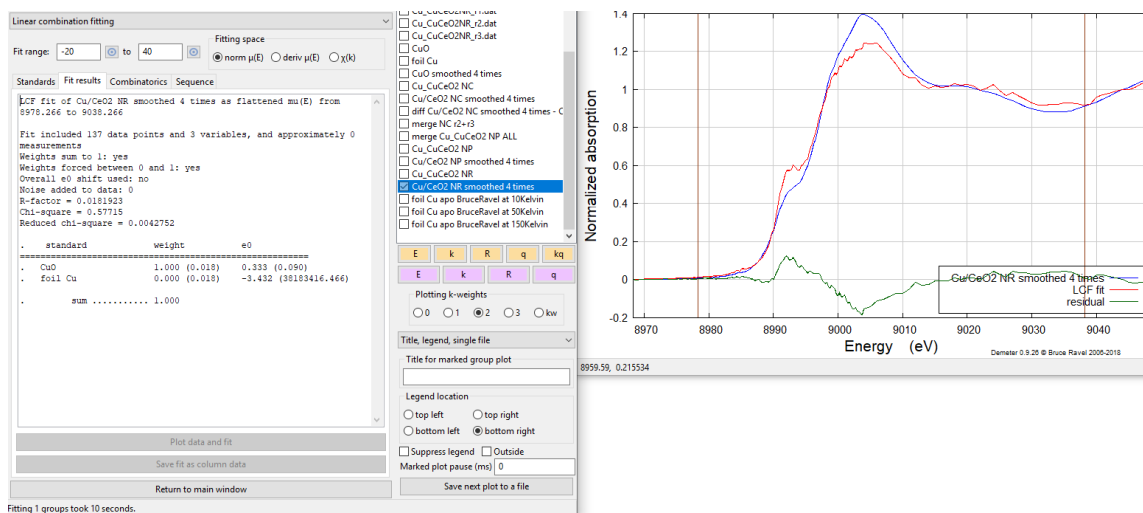 Linear combination fitting
Fit range: -20 to 40
Fitting space
norm μ(E) deriv μ(E) χ(k)
Standards Fit results Combinatorics Sequence
LCF fit of Cu/CeO2 NR smoothed 4 times as flattened mu(E) from
8978.266 to 9038.266
Fit included 137 data points and 3 variables, and approximately 0
measurements
Weights sum to 1: yes
Weights forced between 0 and 1: yes
Overall e0 shift used: no
Noise added to data: 0
R-factor = 0.0181923
Chi-square = 0.57715
Reduced chi-square = 0.0042752
. standard weight e0
===================================================
. CuO 1.000 (0.018) 0.333 (0.090)
. foil Cu 0.000 (0.018) -3.432 (38183416.466)
. sum .......... 1.000
Plot data and fit
Save fit as column data
Return to main window
Fitting 1 groups took 10 seconds.
Cu_CuCeO2NR_r1.dat
Cu_CuCeO2NR_r2.dat
Cu_CuCeO2NR_r3.dat
CuO
foil Cu
CuO smoothed 4 times
Cu_CuCeO2 NC
Cu/CeO2 NC smoothed 4 times
diff Cu/CeO2 NC smoothed 4 times - C
merge NC r2+r3
merge Cu_CuCeO2 NP ALL
Cu_CuCeO2 NP
Cu/CeO2 NP smoothed 4 times
Cu_CuCeO2 NR
Cu/CeO2 NR smoothed 4 times
foil Cu apo BruceRavel at 10Kelvin
foil Cu apo BruceRavel at 50Kelvin
foil Cu apo BruceRavel at 150Kelvin
E k R q kq
E k R q
Plotting k-weights
0 1 2 3 kw
Title, legend, single file
Title for marked group plot
Legend location
top left top right
bottom left bottom right
Suppress legend Outside
Marked plot pause (ms) 0
Save next plot to a file
1.4
1.2
1
0.8
0.6
0.4
0.2
0
-0.2
Normalized absorption
Cu/CeO2 NR smoothed 4 times
LCF fit
residual
8970 8980 8990 9000 9010 9020 9030 9040
Energy (eV)
Demeter 0.9.26 © Bruce Ravel 2006-2018
8959.59, 0.215534